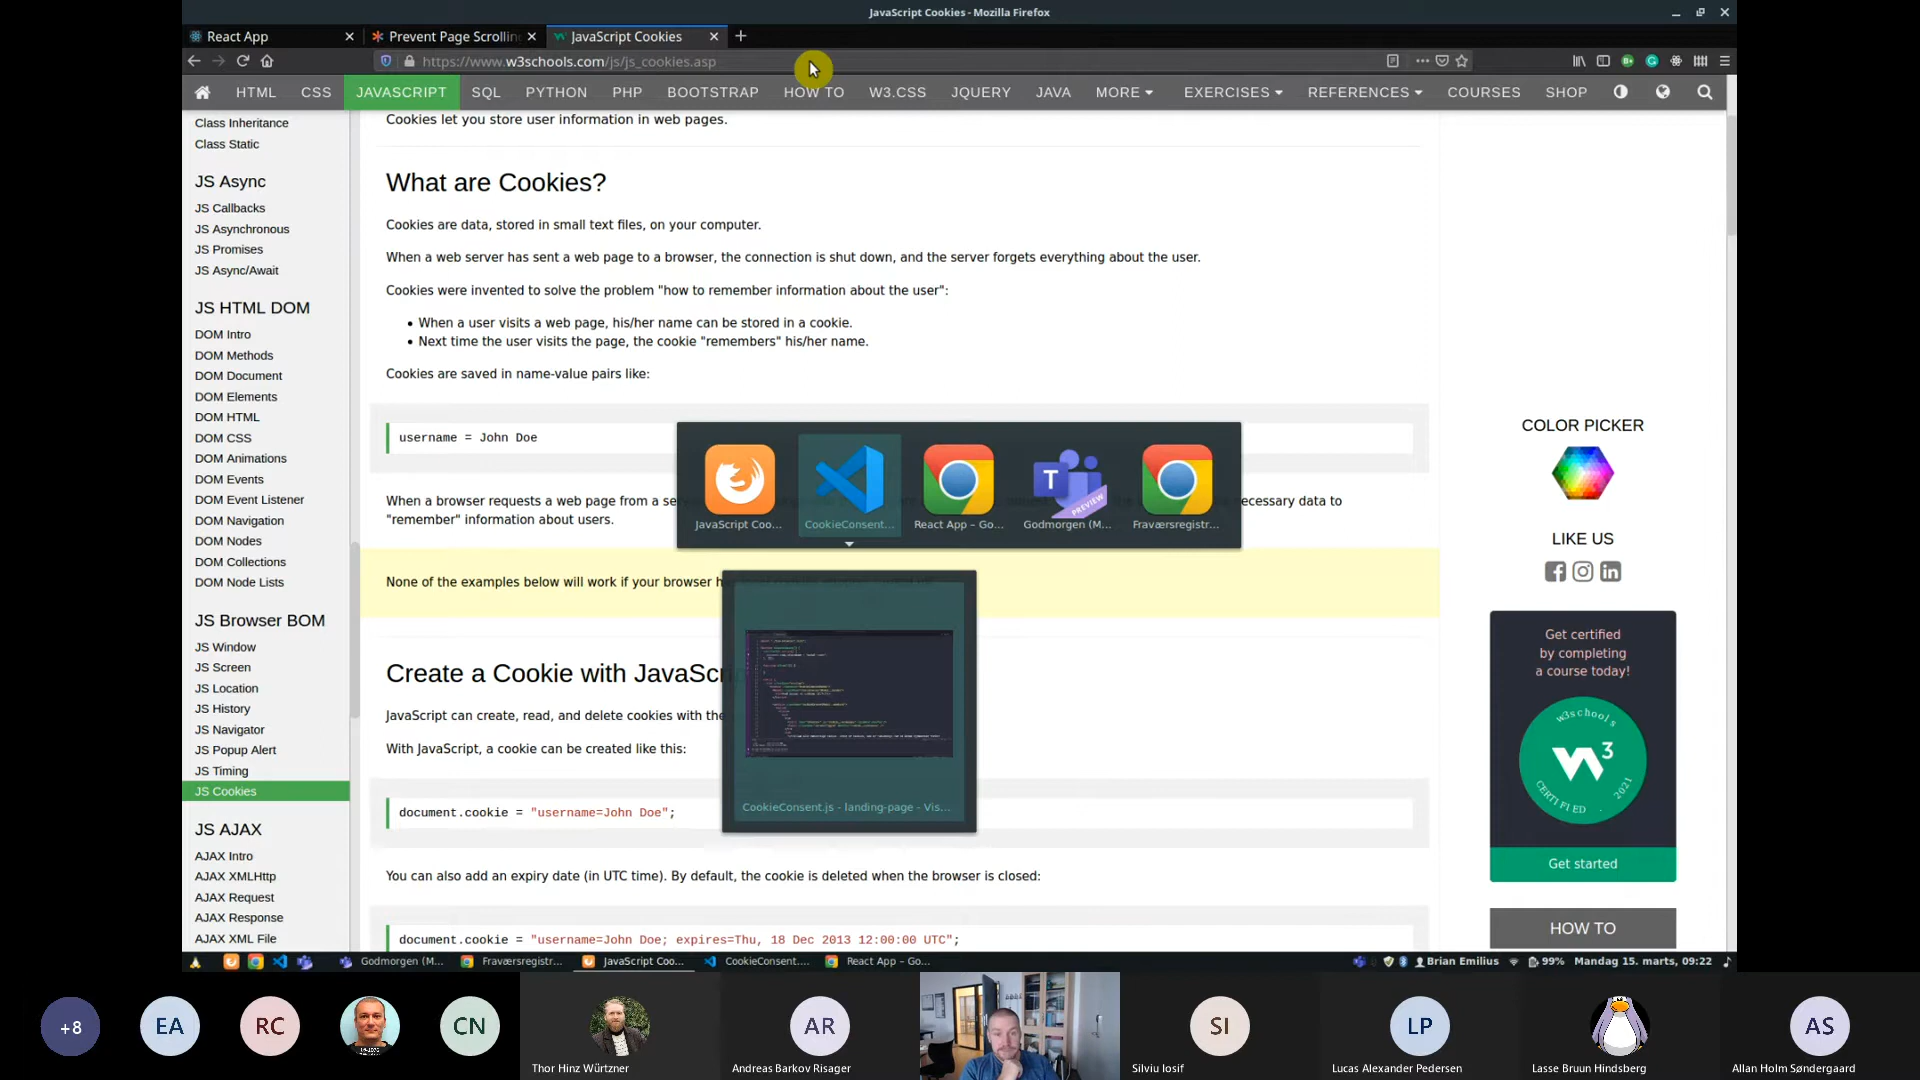 JavaScript Cookies - Mozilla Firefox
React App
Prevent Page Scrollin
JavaScript Cookies
https://www.w3schools.com/js/js_cookies.asp
HTML
CSS
JAVASCRIPT
SQL
PYTHON
PHP
BOOTSTRAP
HOW TO
W3.CSS
JQUERY
JAVA
MORE
EXERCISES
REFERENCES
COURSES
SHOP
Class Inheritance
Class Static
JS Async
JS Callbacks
JS Asynchronous
JS Promises
JS Async/Await
JS HTML DOM
DOM Intro
DOM Methods
DOM Document
DOM Elements
DOM HTML
DOM CSS
DOM Animations
DOM Events
DOM Event Listener
DOM Navigation
DOM Nodes
DOM Collections
DOM Node Lists
JS Browser BOM
JS Window
JS Screen
JS Location
JS History
JS Navigator
JS Popup Alert
JS Timing
JS Cookies
JS AJAX
AJAX Intro
AJAX XMLHttp
AJAX Request
AJAX Response
AJAX XML File
Cookies let you store user information in web pages.
What are Cookies?
Cookies are data, stored in small text files, on your computer.
When a web server has sent a web page to a browser, the connection is shut down, and the server forgets everything about the user.
Cookies were invented to solve the problem "how to remember information about the user":
When a user visits a web page, his/her name can be stored in a cookie.
Next time the user visits the page, the cookie "remembers" his/her name.
Cookies are saved in name-value pairs like:
username = John Doe
When a browser requests a web page from a se
necessary data to
"remember" information about users.
None of the examples below will work if your browser h
Create a Cookie with JavaScr
JavaScript can create, read, and delete cookies with the
With JavaScript, a cookie can be created like this:
document.cookie = "username=John Doe";
You can also add an expiry date (in UTC time). By default, the cookie is deleted when the browser is closed:
document.cookie = "username=John Doe; expires=Thu, 18 Dec 2013 12:00:00 UTC";
JavaScript Coo...
CookieConsent...
React App – Go...
T
PREVIEW
Godmorgen (M...
Fraværsregistr...
CookieConsent.js - landing-page - Vis...
COLOR PICKER
LIKE US
Get certified
by completing
a course today!
w3schools
3
CERTIFIED . 2021
Get started
HOW TO
Godmorgen (M...
Fraværsregistr...
JavaScript Coo...
CookieConsent....
React App – Go...
Brian Emilius
99%
Mandag 15. marts, 09:22
+8
EA
RC
CN
Thor Hinz Würtzner
AR
Andreas Barkov Risager
SI
Silviu Iosif
LP
Lucas Alexander Pedersen
Lasse Bruun Hindsberg
AS
Allan Holm Søndergaard